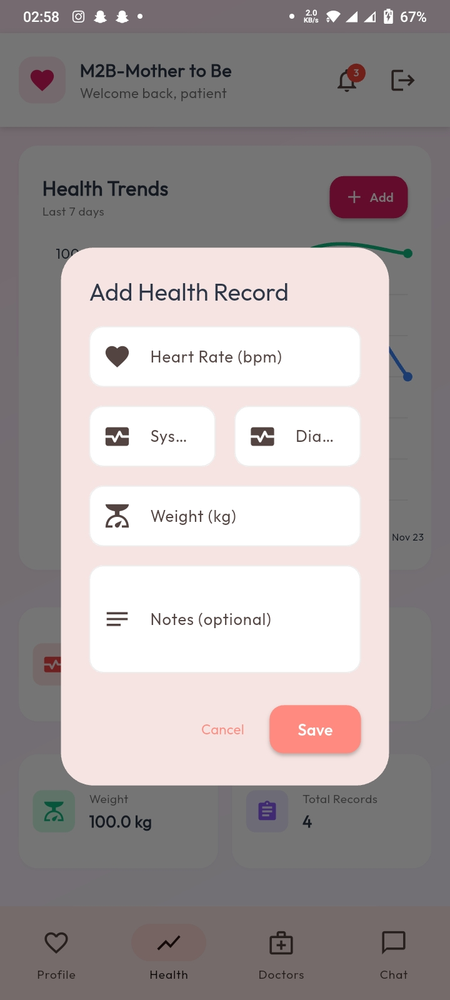 02:58
2.0
KB/s
67%
M2B-Mother to Be
Welcome back, patient
3
Health Trends
Last 7 days
Add
100
Add Health Record
Heart Rate (bpm)
Sys...
Dia...
Weight (kg)
Nov 23
Notes (optional)
Cancel
Save
Weight
100.0 kg
Total Records
4
Profile
Health
Doctors
Chat